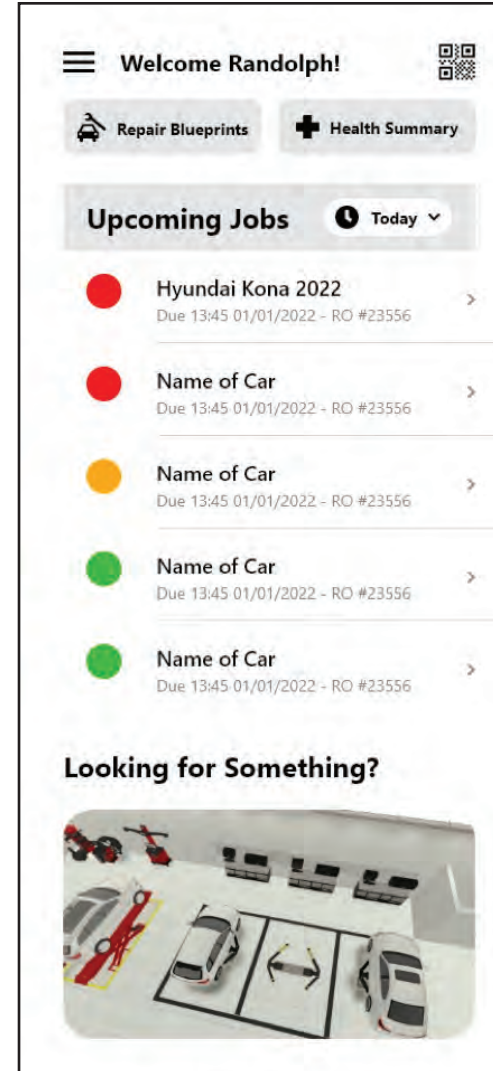 Welcome Randolph!
Repair Blueprints
Health Summary
Upcoming Jobs
Today
Hyundai Kona 2022
Due 13:45 01/01/2022 - RO #23556
Name of Car
Due 13:45 01/01/2022 - RO #23556
Name of Car
Due 13:45 01/01/2022 - RO #23556
Name of Car
Due 13:45 01/01/2022 - RO #23556
Name of Car
Due 13:45 01/01/2022 - RO #23556
Looking for Something?